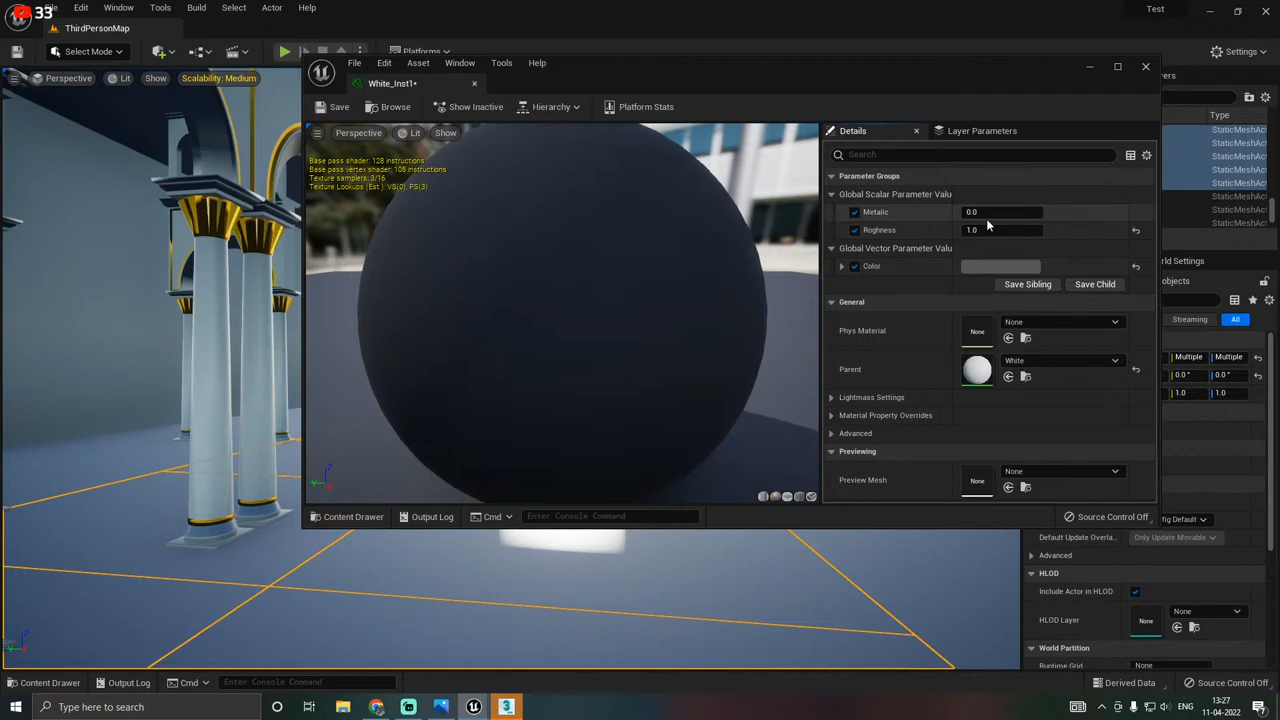 33
Edit Window Tools Build Select Actor Help
Test
ThirdPersonMap
Select Mode
Platforms
Settings
Perspective Lit Show Scalability: Medium
File Edit Asset Window Tools Help
White_Inst1*
Save Browse Show Inactive Hierarchy Platform Stats
Perspective Lit Show
Base pass shader: 128 instructions
Base pass vertex shader: 108 instructions
Texture samplers: 3/16
Texture Lookups (Est.): VS(0), PS(3)
Details
Layer Parameters
Search
Parameter Groups
Global Scalar Parameter Valu
Metalic 0.0
Roghness 1.0
Global Vector Parameter Valu
Color
Save Sibling Save Child
General
Phys Material None None
Parent White
Lightmass Settings
Material Property Overrides
Advanced
Previewing
Preview Mesh None None
Content Drawer Output Log Cmd Enter Console Command
Source Control Off
Type
StaticMeshA
StaticMeshA
StaticMeshA
StaticMeshA
StaticMeshA
StaticMeshA
StaticMeshA
Streaming All
Multiple Multiple
0.0° 0.0°
1.0 1.0
Default Update Overla... Only Update Movable
Advanced
HLOD
Include Actor in HLOD
HLOD Layer None None
World Partition
Runtime Grid None
Content Drawer Output Log Cmd Enter Console Command
Derived Data Source Control Off
Type here to search
ENG
13:27
11-04-2022